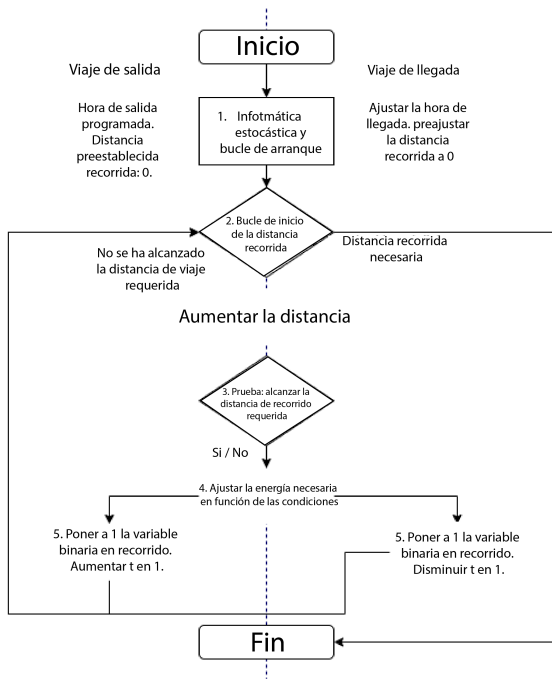 Inicio
Viaje de salida
Viaje de llegada
Hora de salida
programada.
Distancia
preestablecida
recorrida: 0.
1. Infotmática
estocástica y
bucle de arranque
Ajustar la hora de
llegada. preajustar
la distancia
recorrida a 0
2. Bucle de inicio
de la distancia
recorrida
No se ha alcanzado
la distancia de viaje
requerida
Distancia recorrida
necesaria
Aumentar la distancia
3. Prueba: alcanzar la
distancia de recorrido
requerida
Si / No
4. Ajustar la energía necesaria
en función de las condiciones
5. Poner a 1 la variable
binaria en recorrido.
Aumentar t en 1.
5. Poner a 1 la variable
binaria en recorrido.
Disminuir t en 1.
Fin